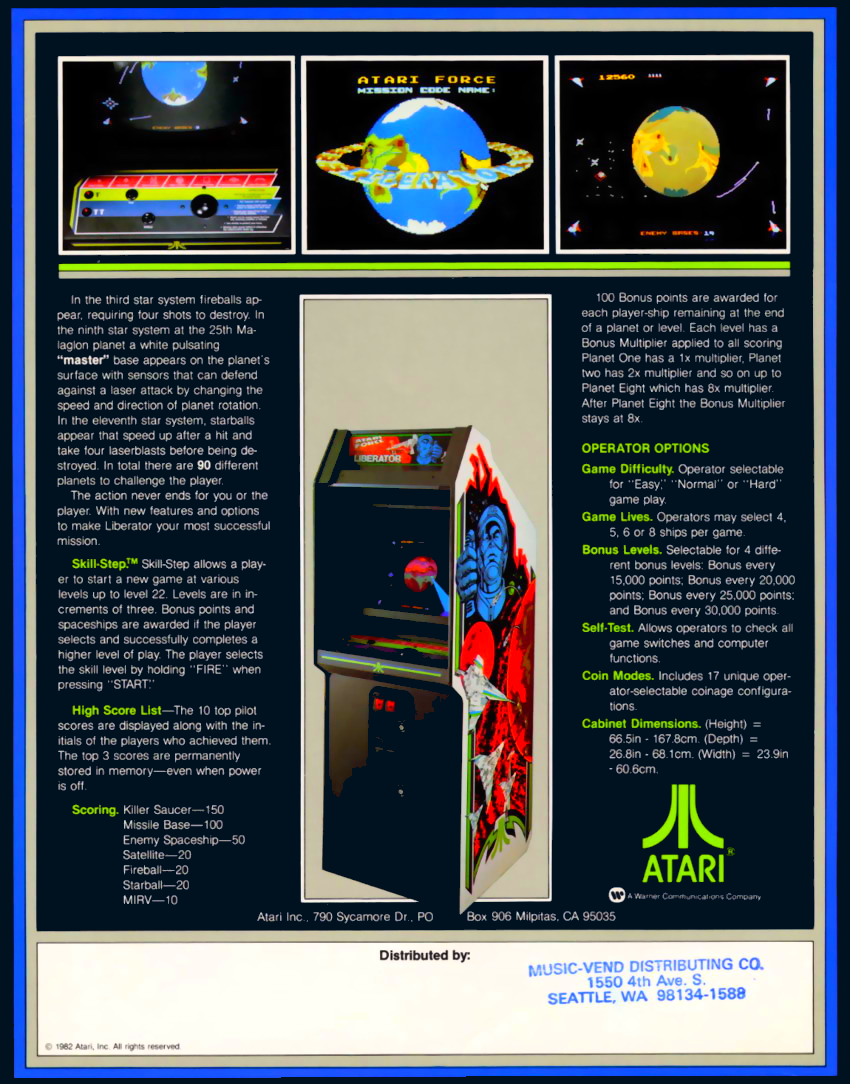 ENEMY BASES
ATARI FORCE
MISSION CODE NAME:
LIBERATOR
12560
ENEMY BASES 19
In the third star system fireballs ap-
pear, requiring four shots to destroy. In
the ninth star system at the 25th Ma-
laglon planet a white pulsating
"master" base appears on the planet's
surface with sensors that can defend
against a laser attack by changing the
speed and direction of planet rotation.
In the eleventh star system, starballs
appear that speed up after a hit and
take four laserblasts before being de-
stroyed. In total there are 90 different
planets to challenge the player.
The action never ends for you or the
player. With new features and options
to make Liberator your most successful
mission.
Skill-Step.™ Skill-Step allows a play-
er to start a new game at various
levels up to level 22. Levels are in in-
crements of three. Bonus points and
spaceships are awarded if the player
selects and successfully completes a
higher level of play. The player selects
the skill level by holding "FIRE" when
pressing "START."
High Score List—The 10 top pilot
scores are displayed along with the in-
itials of the players who achieved them.
The top 3 scores are permanently
stored in memory—even when power
is off.
Scoring. Killer Saucer—150
Missile Base—100
Enemy Spaceship—50
Satellite—20
Fireball—20
Starball—20
MIRV—10
ATARI
FORCE
LIBERATOR
100 Bonus points are awarded for
each player-ship remaining at the end
of a planet or level. Each level has a
Bonus Multiplier applied to all scoring
Planet One has a 1x multiplier, Planet
two has 2x multiplier and so on up to
Planet Eight which has 8x multiplier.
After Planet Eight the Bonus Multiplier
stays at 8x.
OPERATOR OPTIONS
Game Difficulty. Operator selectable
for "Easy," "Normal" or "Hard"
game play.
Game Lives. Operators may select 4,
5, 6 or 8 ships per game.
Bonus Levels. Selectable for 4 diffe-
rent bonus levels: Bonus every
15,000 points; Bonus every 20,000
points; Bonus every 25,000 points;
and Bonus every 30,000 points.
Self-Test. Allows operators to check all
game switches and computer
functions.
Coin Modes. Includes 17 unique oper-
ator-selectable coinage configura-
tions.
Cabinet Dimensions. (Height) =
66.5in - 167.8cm. (Depth) =
26.8in - 68.1cm. (Width) = 23.9in
- 60.6cm.
ATARI®
A Warner Communications Company
Atari Inc., 790 Sycamore Dr., PO Box 906 Milpitas, CA 95035
Distributed by:
MUSIC-VEND DISTRIBUTING CO.
1550 4th Ave. S.
SEATTLE, WA 98134-1588
© 1982 Atari, Inc. All rights reserved.